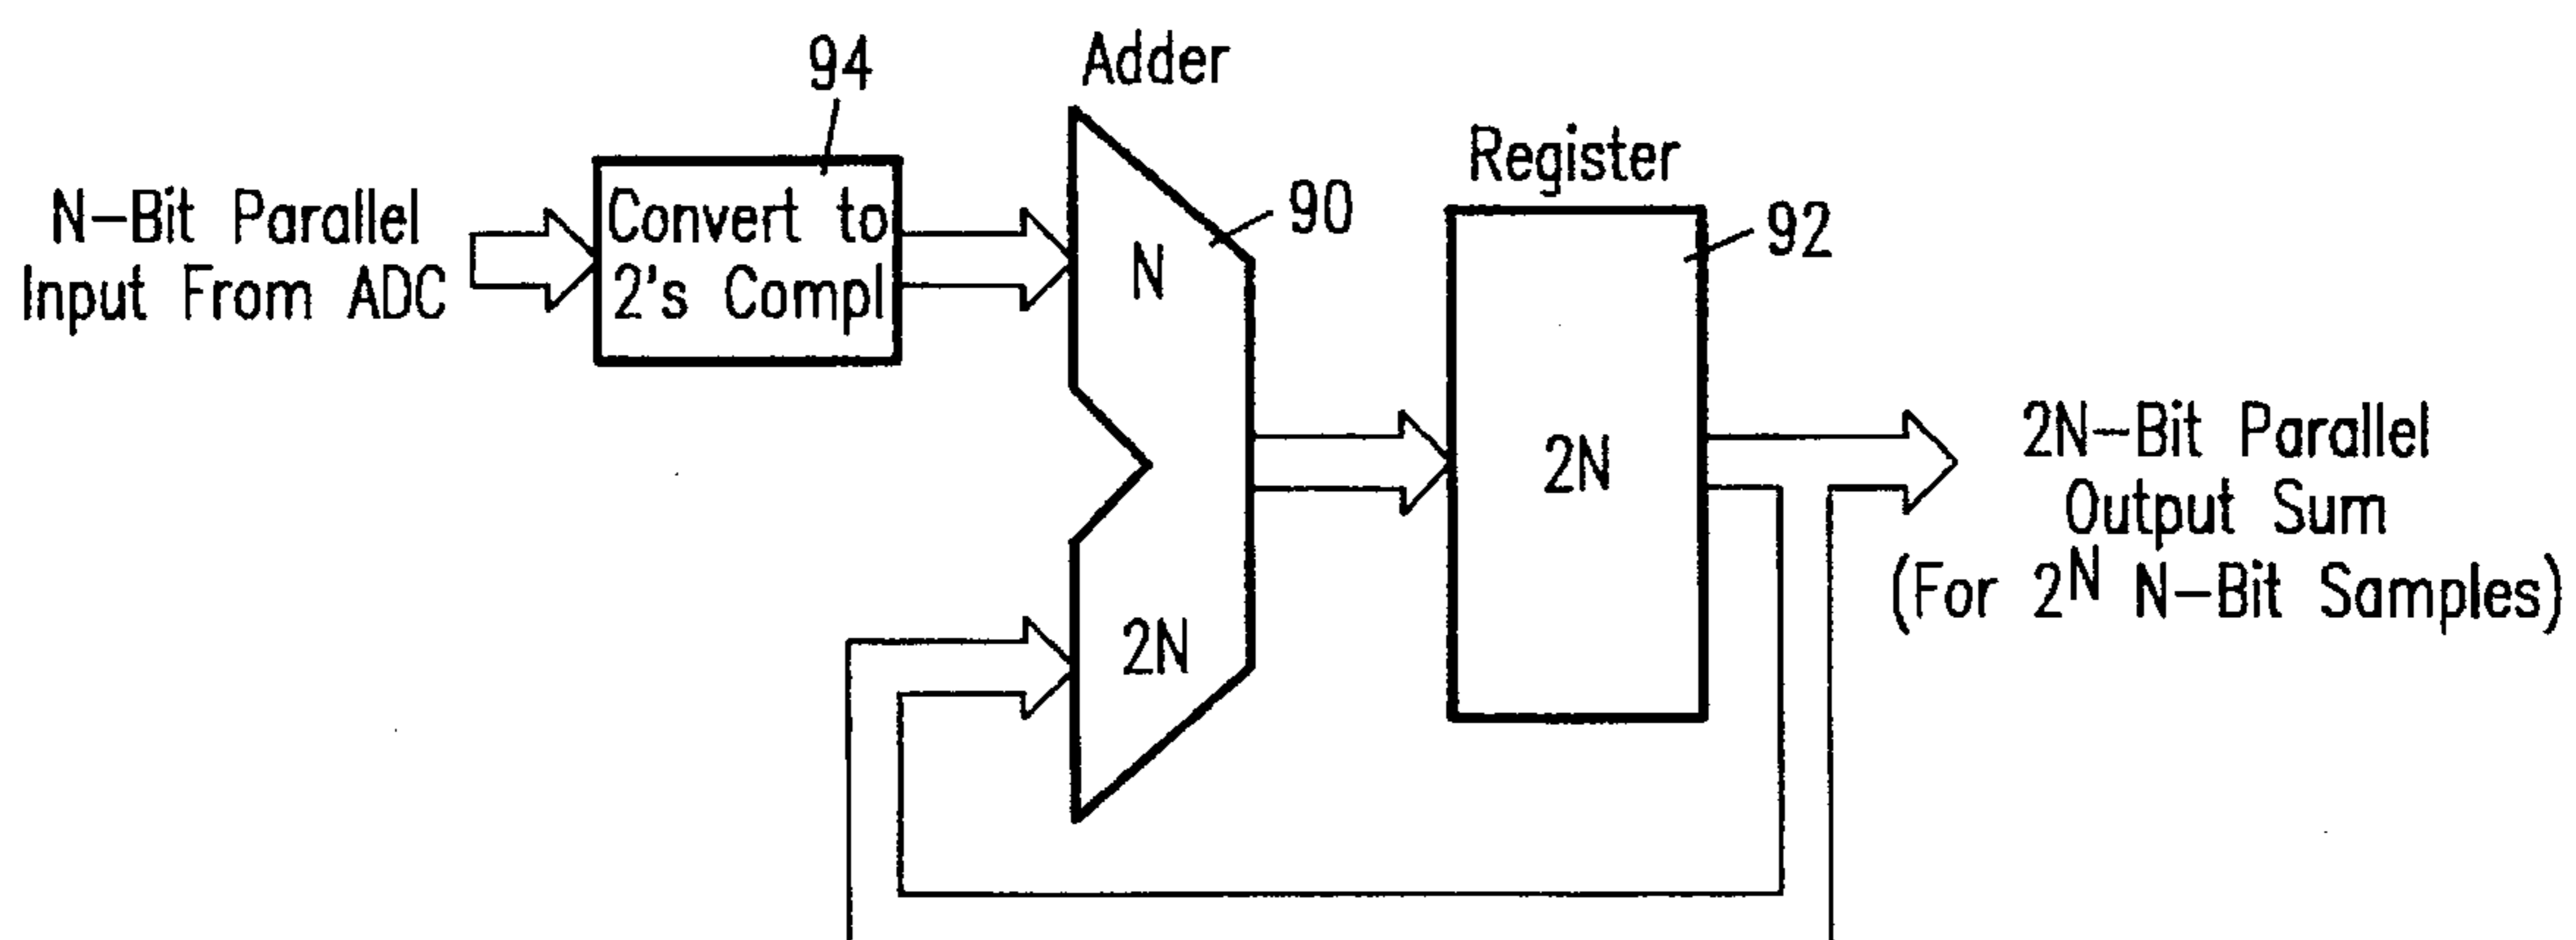 94
Adder
Register
N-Bit Parallel
Input From ADC
Convert to
2's Compl
N
90
92
2N
2N
2N-Bit Parallel
Output Sum
(For 2^N N-Bit Samples)